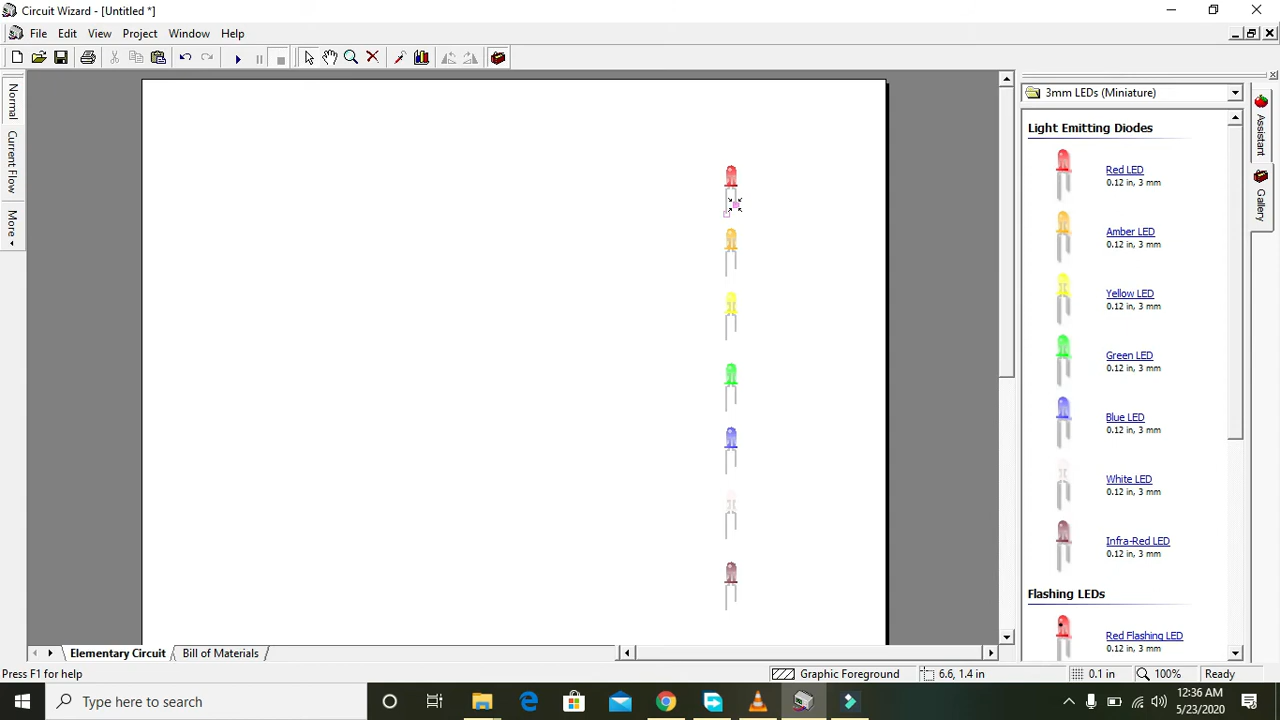 Circuit Wizard - [Untitled *]
File Edit View Project Window Help
Normal
Current Flow
More
3mm LEDs (Miniature)
Light Emitting Diodes
Red LED
0.12 in, 3 mm
Amber LED
0.12 in, 3 mm
Yellow LED
0.12 in, 3 mm
Green LED
0.12 in, 3 mm
Blue LED
0.12 in, 3 mm
White LED
0.12 in, 3 mm
Infra-Red LED
0.12 in, 3 mm
Flashing LEDs
Red Flashing LED
Assistant
Gallery
Elementary Circuit Bill of Materials
Press F1 for help Graphic Foreground 6.6, 1.4 in 0.1 in 100% Ready
Type here to search
12:36 AM
5/23/2020